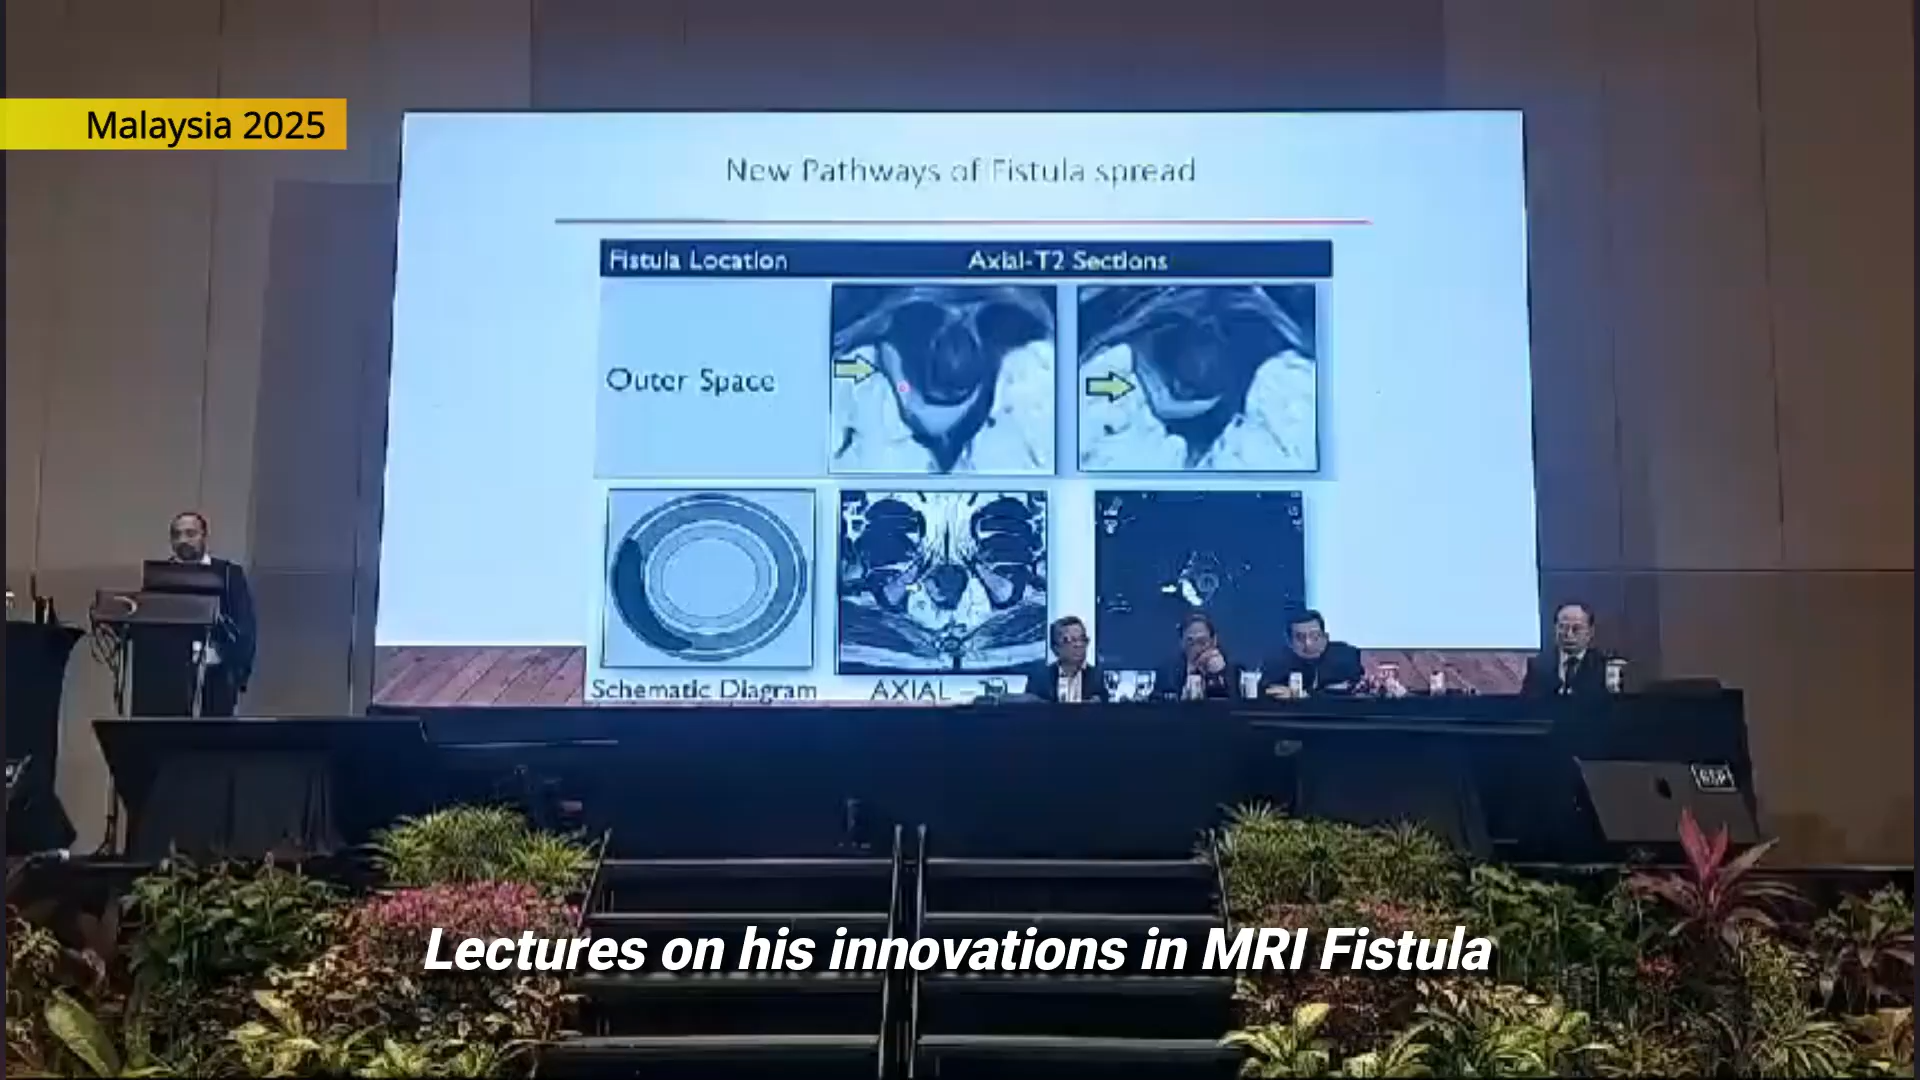 Malaysia 2025
New Pathways of Fistula spread
Fistula Location
Axial-T2 Sections
Outer Space
Schematic Diagram
AXIAL –
Lectures on his innovations in MRI Fistula